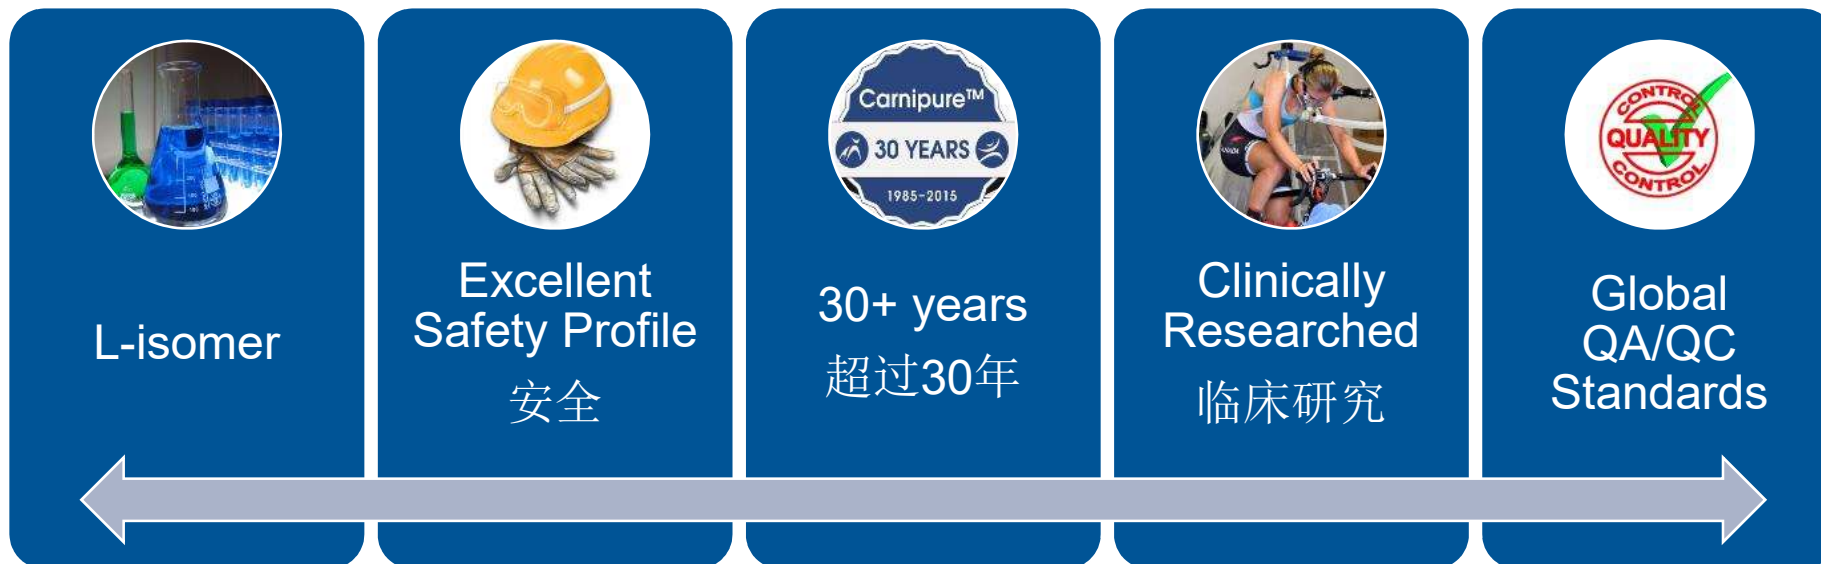 Carnipure™
30 YEARS
1985-2015
CONTROL
QUALITY
CONTROL
L-isomer
Excellent
Safety Profile
安全
30+ years
超过30年
Clinically
Researched
临床研究
Global
QA/QC
Standards